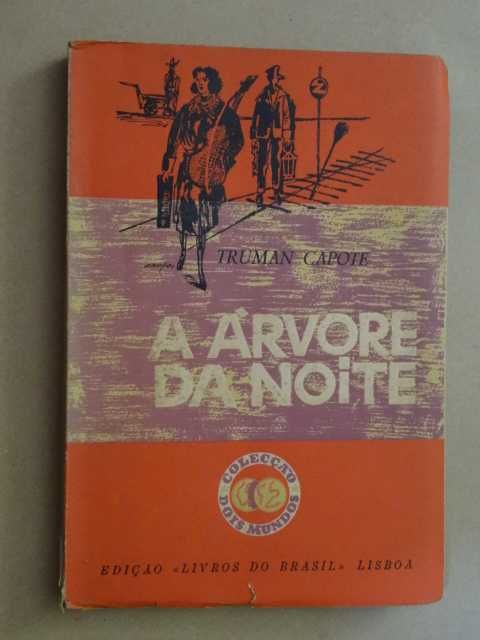 TRUMAN CAPOTE
A ÁRVORE
DA NOITE
COLECÇÃO
DOIS MUNDOS
EDIÇÃO «LIVROS DO BRASIL» LISBOA